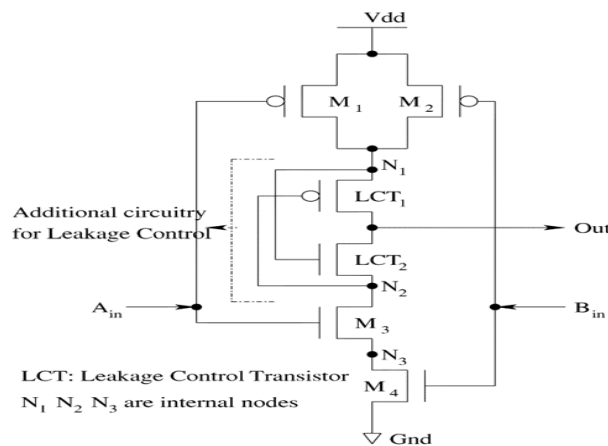 Vdd
M1 M2
N1
LCT1
Additional circuitry
for Leakage Control
Out
LCT2
N2
Ain
Bin
M3
N3
LCT: Leakage Control Transistor
M4
N1 N2 N3 are internal nodes
Gnd